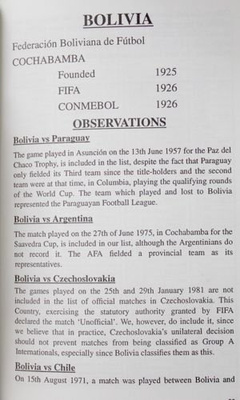 BOLIVIA
Federación Boliviana de Fútbol
COCHABAMBA
Founded 1925
FIFA 1926
CONMEBOL 1926
OBSERVATIONS
Bolivia vs Paraguay
The game played in Asunción on the 13th June 1957 for the Paz del
Chaco Trophy, is included in the list, despite the fact that Paraguay
only fielded its Third team since the title-holders and the second
team were at that time, in Columbia, playing the qualifying rounds
of the World Cup. The team which played and lost to Bolivia
represented the Paraguayan Football League.
Bolivia vs Argentina
The match played on the 27th of June 1975, in Cochabamba for the
Saavedra Cup, is included in our list, although the Argentinians do
not record it. The AFA fielded a provincial team as its
representatives.
Bolivia vs Czechoslovakia
The games played on the 25th and 29th January 1981 are not
included in the list of official matches in Czechoslovakia. This
Country, exercising the statutory authority granted by FIFA
declared the match 'Unofficial'. We, however, do include it, since
we believe that in practice, Czechoslovakia's unilateral decision
should not prevent matches from being classified as Group A
Internationals, especially since Bolivia classifies them as this.
Bolivia vs Chile
On 15th August 1971, a match was played between Bolivia and